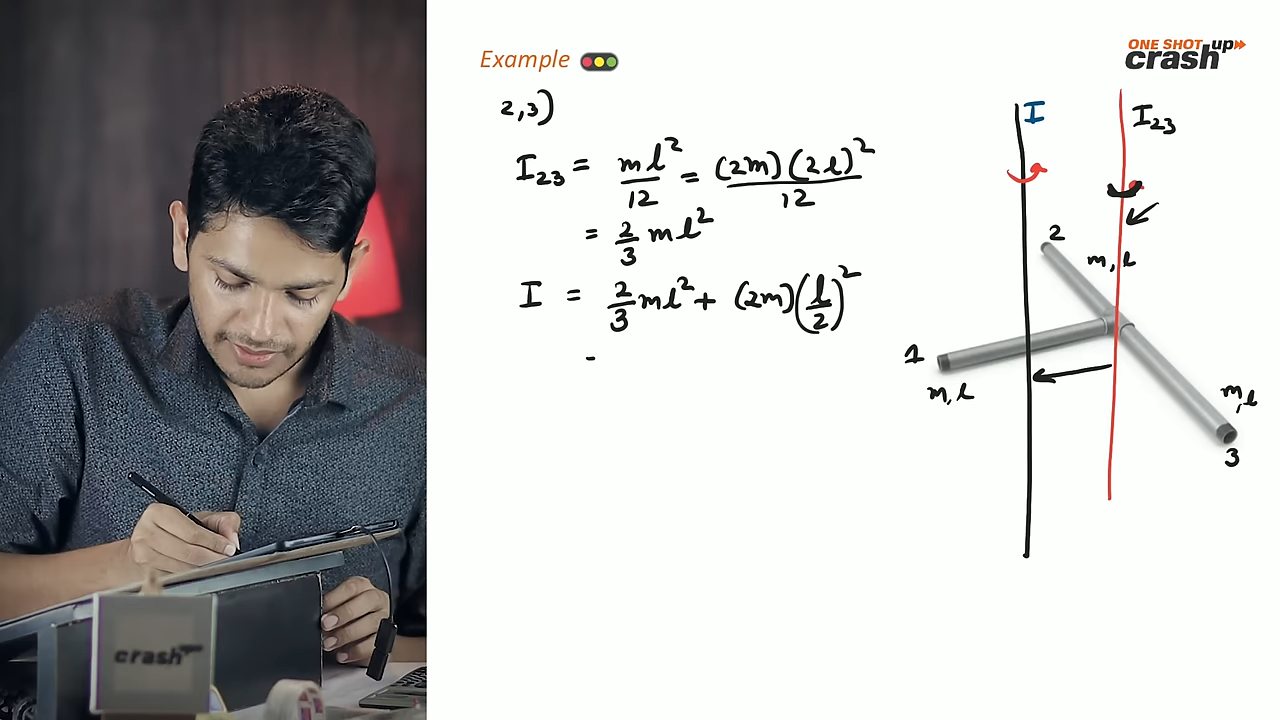 Example
ONE SHOT
crash up
2,3)
I₂₃ = ml²/12 = (2m)(2l)²/12
= 2/3 ml²
I = 2/3 ml² + (2m)(l/2)²
-
I
I₂₃
2
m, l
1
m, l
m, l
3
crash